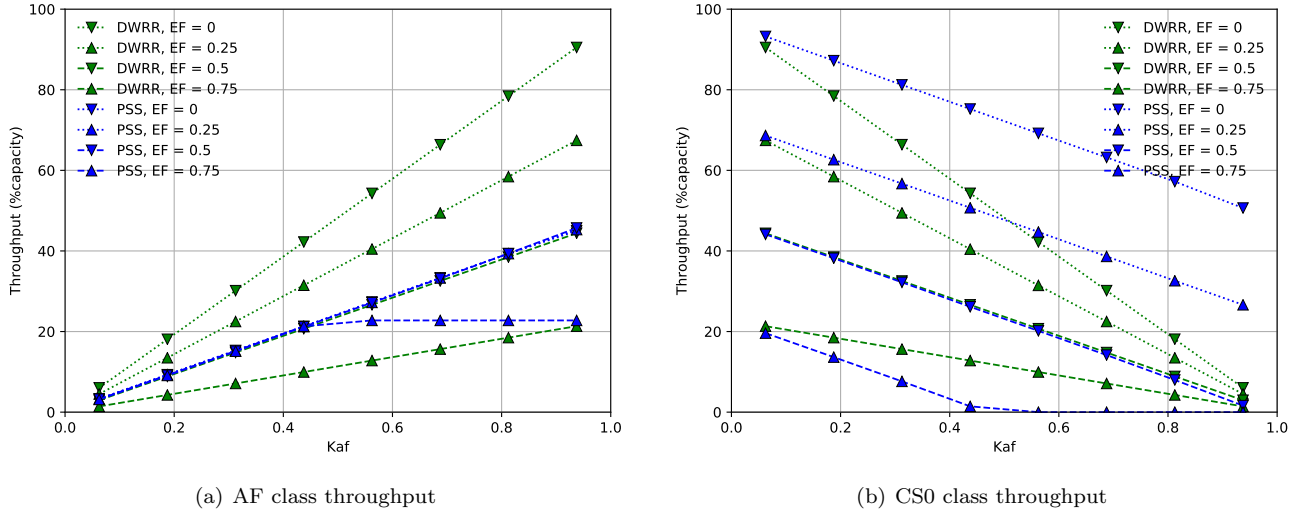 100
80
60
40
20
0
0.0 0.2 0.4 0.6 0.8 1.0
Throughput (%capacity)
Kaf
DWRR, EF = 0
DWRR, EF = 0.25
DWRR, EF = 0.5
DWRR, EF = 0.75
PSS, EF = 0
PSS, EF = 0.25
PSS, EF = 0.5
PSS, EF = 0.75
(a) AF class throughput
100
80
60
40
20
0
0.0 0.2 0.4 0.6 0.8 1.0
Throughput (%capacity)
Kaf
DWRR, EF = 0
DWRR, EF = 0.25
DWRR, EF = 0.5
DWRR, EF = 0.75
PSS, EF = 0
PSS, EF = 0.25
PSS, EF = 0.5
PSS, EF = 0.75
(b) CS0 class throughput